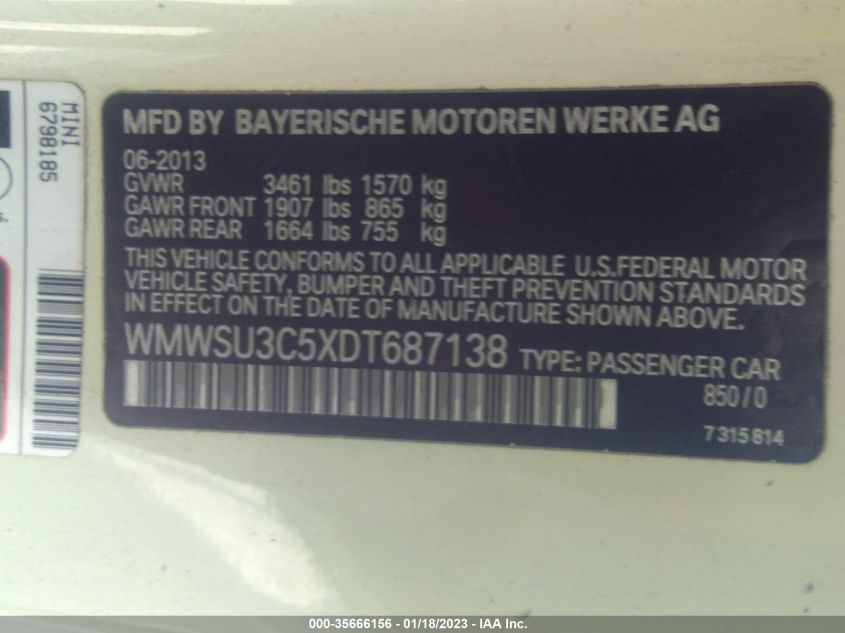 MINI
6798185
MFD BY BAYERISCHE MOTOREN WERKE AG
06-2013
GVWR 3461 lbs 1570 kg
GAWR FRONT 1907 lbs 865 kg
GAWR REAR 1664 lbs 755 kg
THIS VEHICLE CONFORMS TO ALL APPLICABLE U.S.FEDERAL MOTOR
VEHICLE SAFETY, BUMPER AND THEFT PREVENTION STANDARDS
IN EFFECT ON THE DATE OF MANUFACTURE SHOWN ABOVE.
WMWSU3C5XDT687138 TYPE: PASSENGER CAR
850/0
7315814
000-35666156 - 01/18/2023 - IAA Inc.